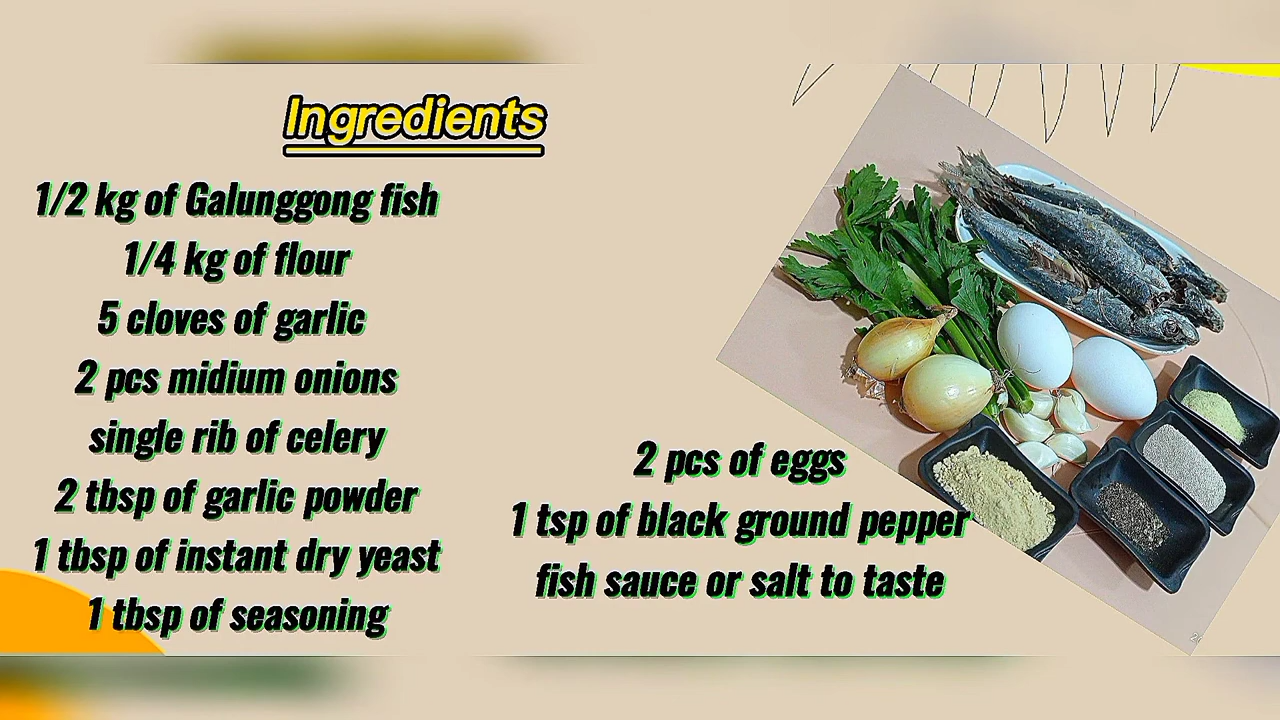 Ingredients
1/2 kg of Galunggong fish
1/4 kg of flour
5 cloves of garlic
2 pcs midium onions
single rib of celery
2 tbsp of garlic powder
1 tbsp of instant dry yeast
1 tbsp of seasoning
2 pcs of eggs
1 tsp of black ground pepper
fish sauce or salt to taste